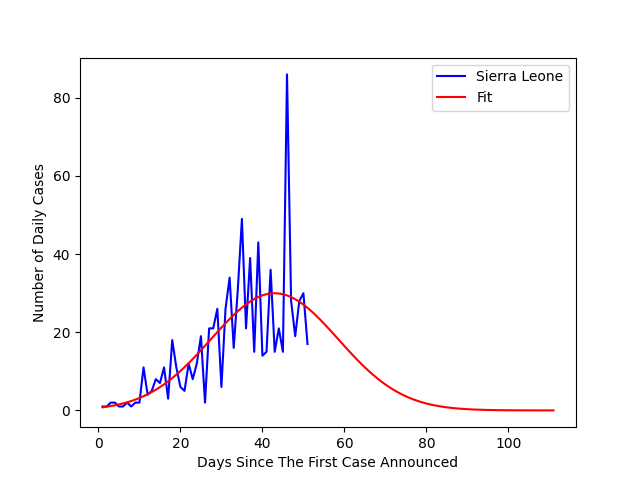 Sierra Leone
Fit
Number of Daily Cases
80
60
40
20
0
0 20 40 60 80 100
Days Since The First Case Announced